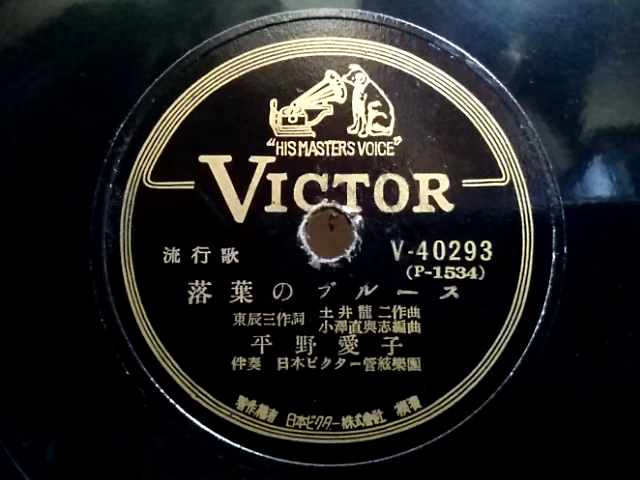 "HIS MASTERS VOICE"
VICTOR
流行歌
V-40293
(P-1534)
落葉のブルース
東辰三作詞 土井龍二作曲
小澤直與志編曲
平野愛子
伴奏 日本ビクター管絃樂團
日本ビクター株式會社